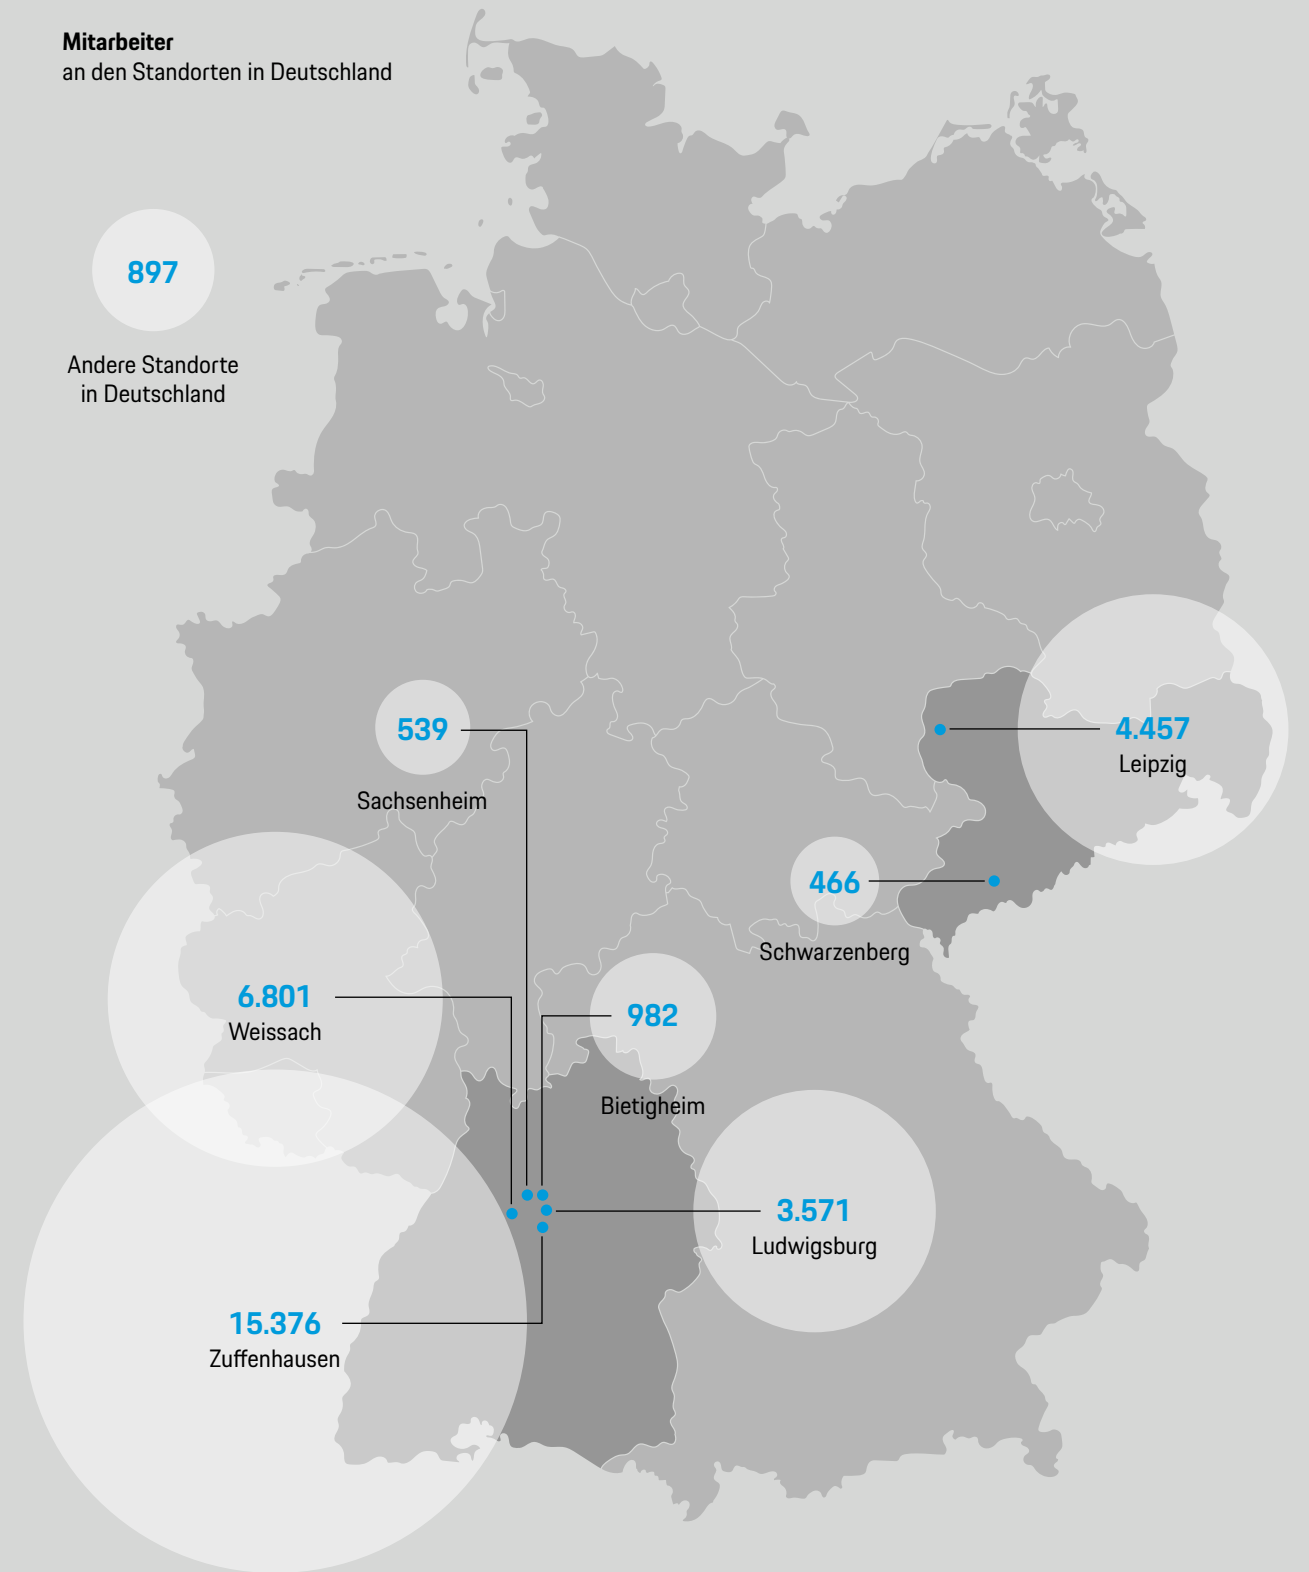 Mitarbeiter
an den Standorten in Deutschland
897
Andere Standorte
in Deutschland
539
Sachsenheim
4.457
Leipzig
466
Schwarzenberg
6.801
Weissach
982
Bietigheim
3.571
Ludwigsburg
15.376
Zuffenhausen